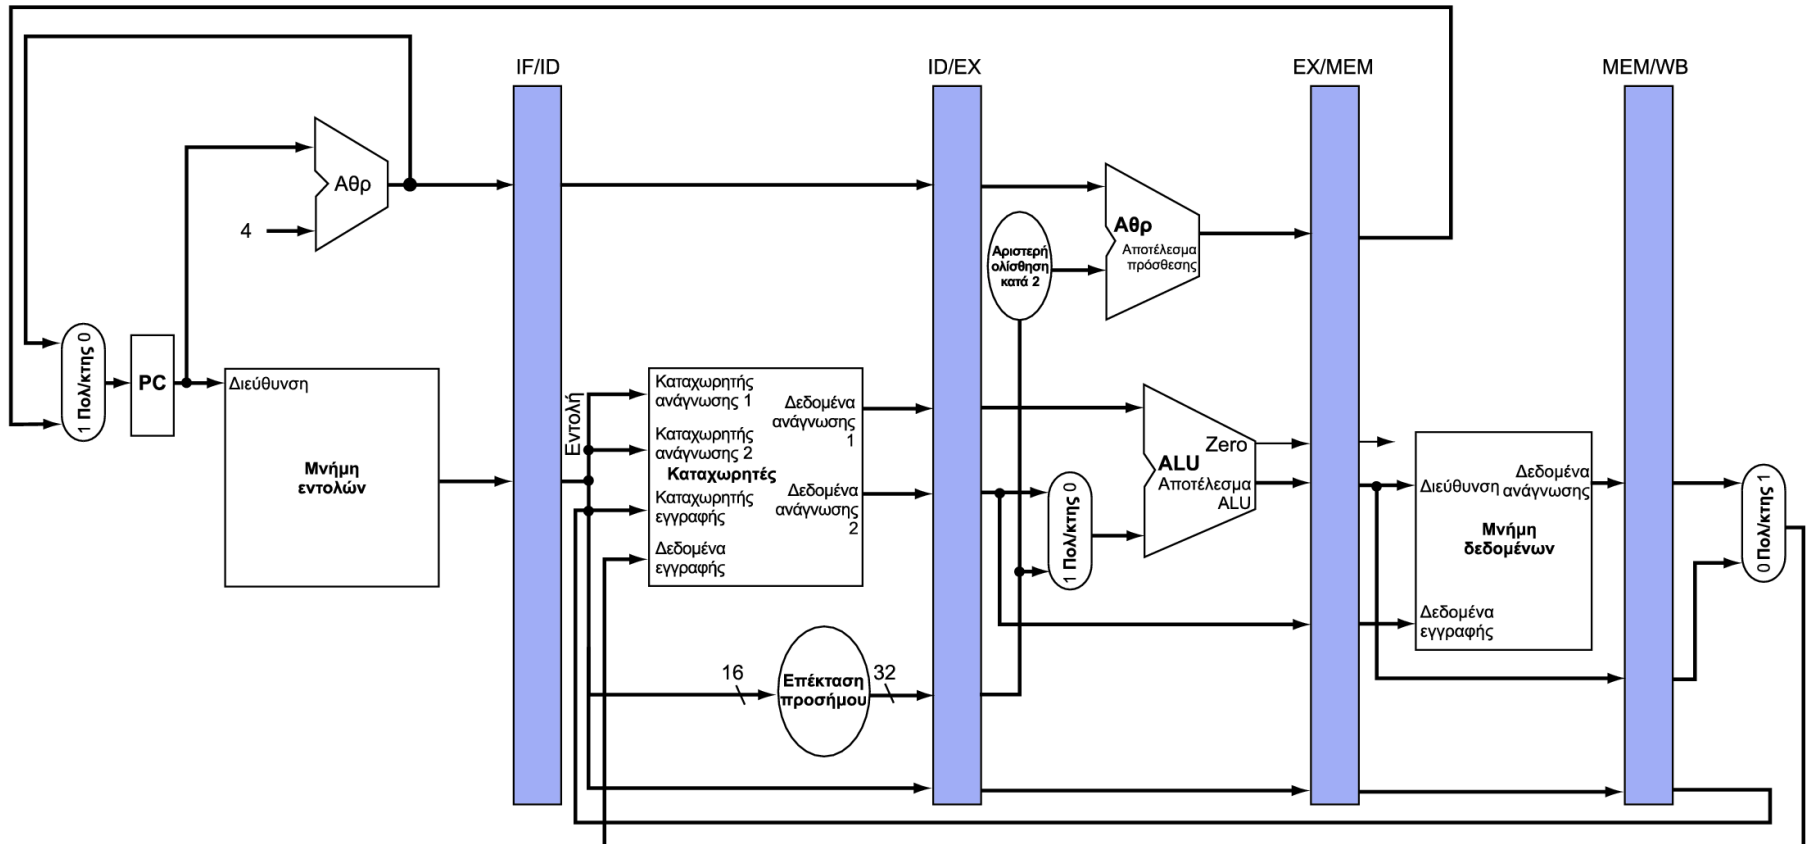 IF/ID
ID/EX
EX/MEM
MEM/WB
Αθρ
4
Αθρ
Αποτέλεσμα
πρόσθεσης
Αριστερή
ολίσθηση
κατά 2
1 Πολ/κτης 0
PC
Διεύθυνση
Μνήμη
εντολών
Εντολή
Καταχωρητής
ανάγνωσης 1
Καταχωρητής
ανάγνωσης 2
Καταχωρητές
Καταχωρητής
εγγραφής
Δεδομένα
εγγραφής
Δεδομένα
ανάγνωσης
1
Δεδομένα
ανάγνωσης
2
16
Επέκταση
προσήμου
32
1 Πολ/κτης 0
Zero
ALU
Αποτέλεσμα
ALU
Διεύθυνση
Δεδομένα
ανάγνωσης
Μνήμη
δεδομένων
Δεδομένα
εγγραφής
0 Πολ/κτης 1